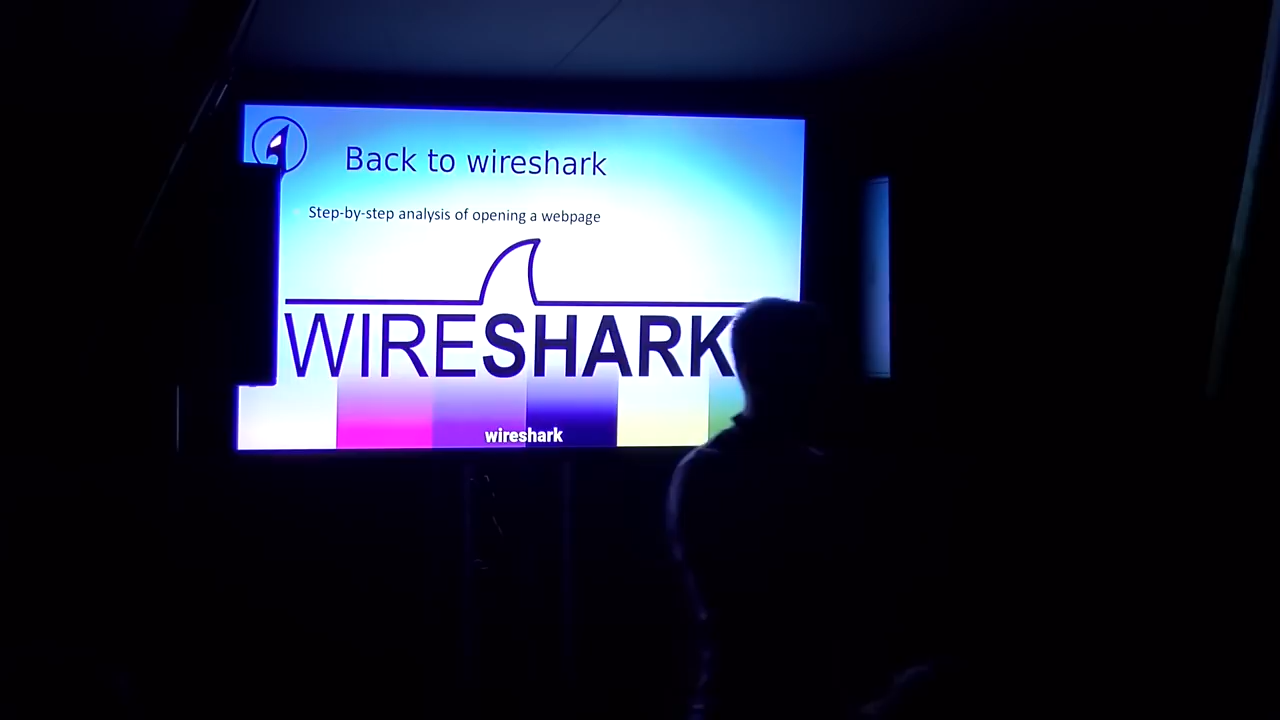 Back to wireshark
Step-by-step analysis of opening a webpage
WIRESHARK
wireshark